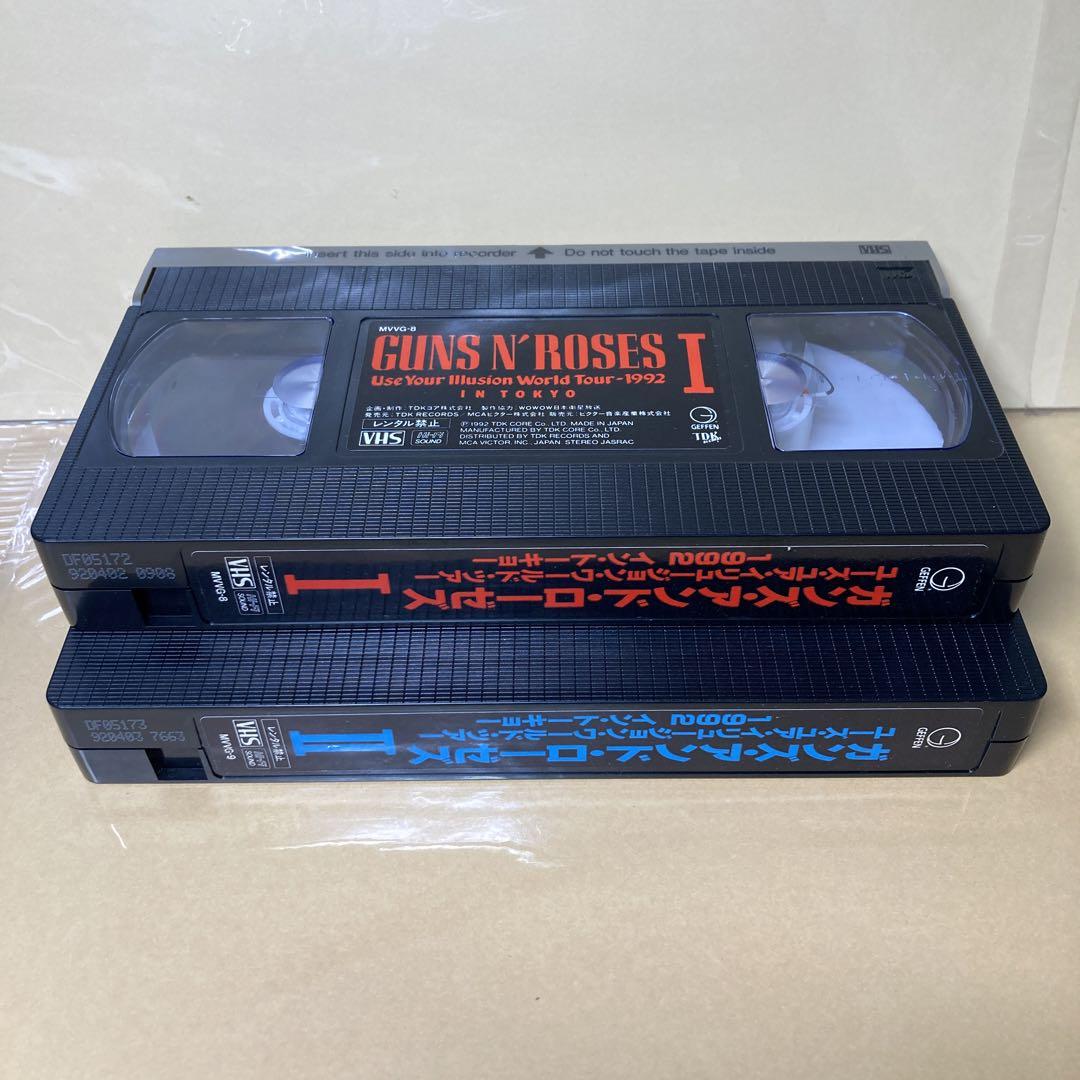 Insert this side into recorder Do not touch the tape inside VHS
MVVG-8
GUNS N' ROSES I
Use Your Illusion World Tour-1992
IN TOKYO
企画・制作:TDKコア株式会社 製作協力:WOWOW日本衛星放送
発売元:TDK RECORDS/MCAビクター株式会社 販売元:ビクター音楽産業株式会社
レンタル禁止
VHS HI-FI SOUND
Ⓟ1992 TDK CORE Co., LTD. MADE IN JAPAN
MANUFACTURED BY TDK CORE Co., LTD.
DISTRIBUTED BY TDK RECORDS AND
MCA VICTOR, INC., JAPAN. STEREO JASRAC
G
GEFFEN
TDK
DF05172
920402 0908
ガンズ・アンド・ローゼズ
ユーズ・ユア・イリュージョン・ワールド・ツアー
1992 イン・トーキョー
I
レンタル禁止
VHS HI-FI SOUND
MVVG-8
G
GEFFEN
DF05173
920403 7663
ガンズ・アンド・ローゼズ
ユーズ・ユア・イリュージョン・ワールド・ツアー
1992 イン・トーキョー
II
レンタル禁止
VHS HI-FI SOUND
MVVG-9
G
GEFFEN